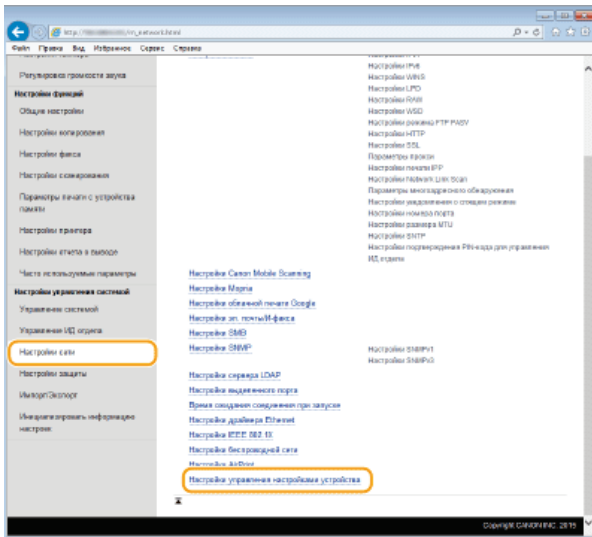 http://
/m_network.html
Файл Правка Вид Избранное Сервис Справка
Регулировка громкости звука
Настройки функций
Общие настройки
Настройки копирования
Настройки факса
Настройки сканирования
Параметры печати с устройства
памяти
Настройки принтера
Настройки отчета о выводе
Часто используемые параметры
Настройки управления системой
Управление системой
Управление ИД отдела
Настройки сети
Настройки защиты
Импорт/Экспорт
Инициализировать информацию
настроек
Настройки IPv6
Настройки WINS
Настройки LPD
Настройки RAW
Настройки WSD
Настройки режима FTP PASV
Настройки HTTP
Настройки SSL
Параметры прокси
Настройки печати IPP
Настройки Network Link Scan
Параметры многоадресного обнаружения
Настройки уведомления о спящем режиме
Настройки номера порта
Настройки размера MTU
Настройки SNTP
Настройки подтверждения PIN-кода для управления
ИД отдела
Настройки Canon Mobile Scanning
Настройки Mopria
Настройки облачной печати Google
Настройки эл. почты/И-факса
Настройки SMB
Настройки SNMP
Настройки SNMPv1
Настройки SNMPv3
Настройки сервера LDAP
Настройки выделенного порта
Время ожидания соединения при запуске
Настройки драйвера Ethernet
Настройки IEEE 802.1X
Настройки беспроводной сети
Настройки AirPrint
Настройки управления настройками устройства
Copyright CANON INC. 2015